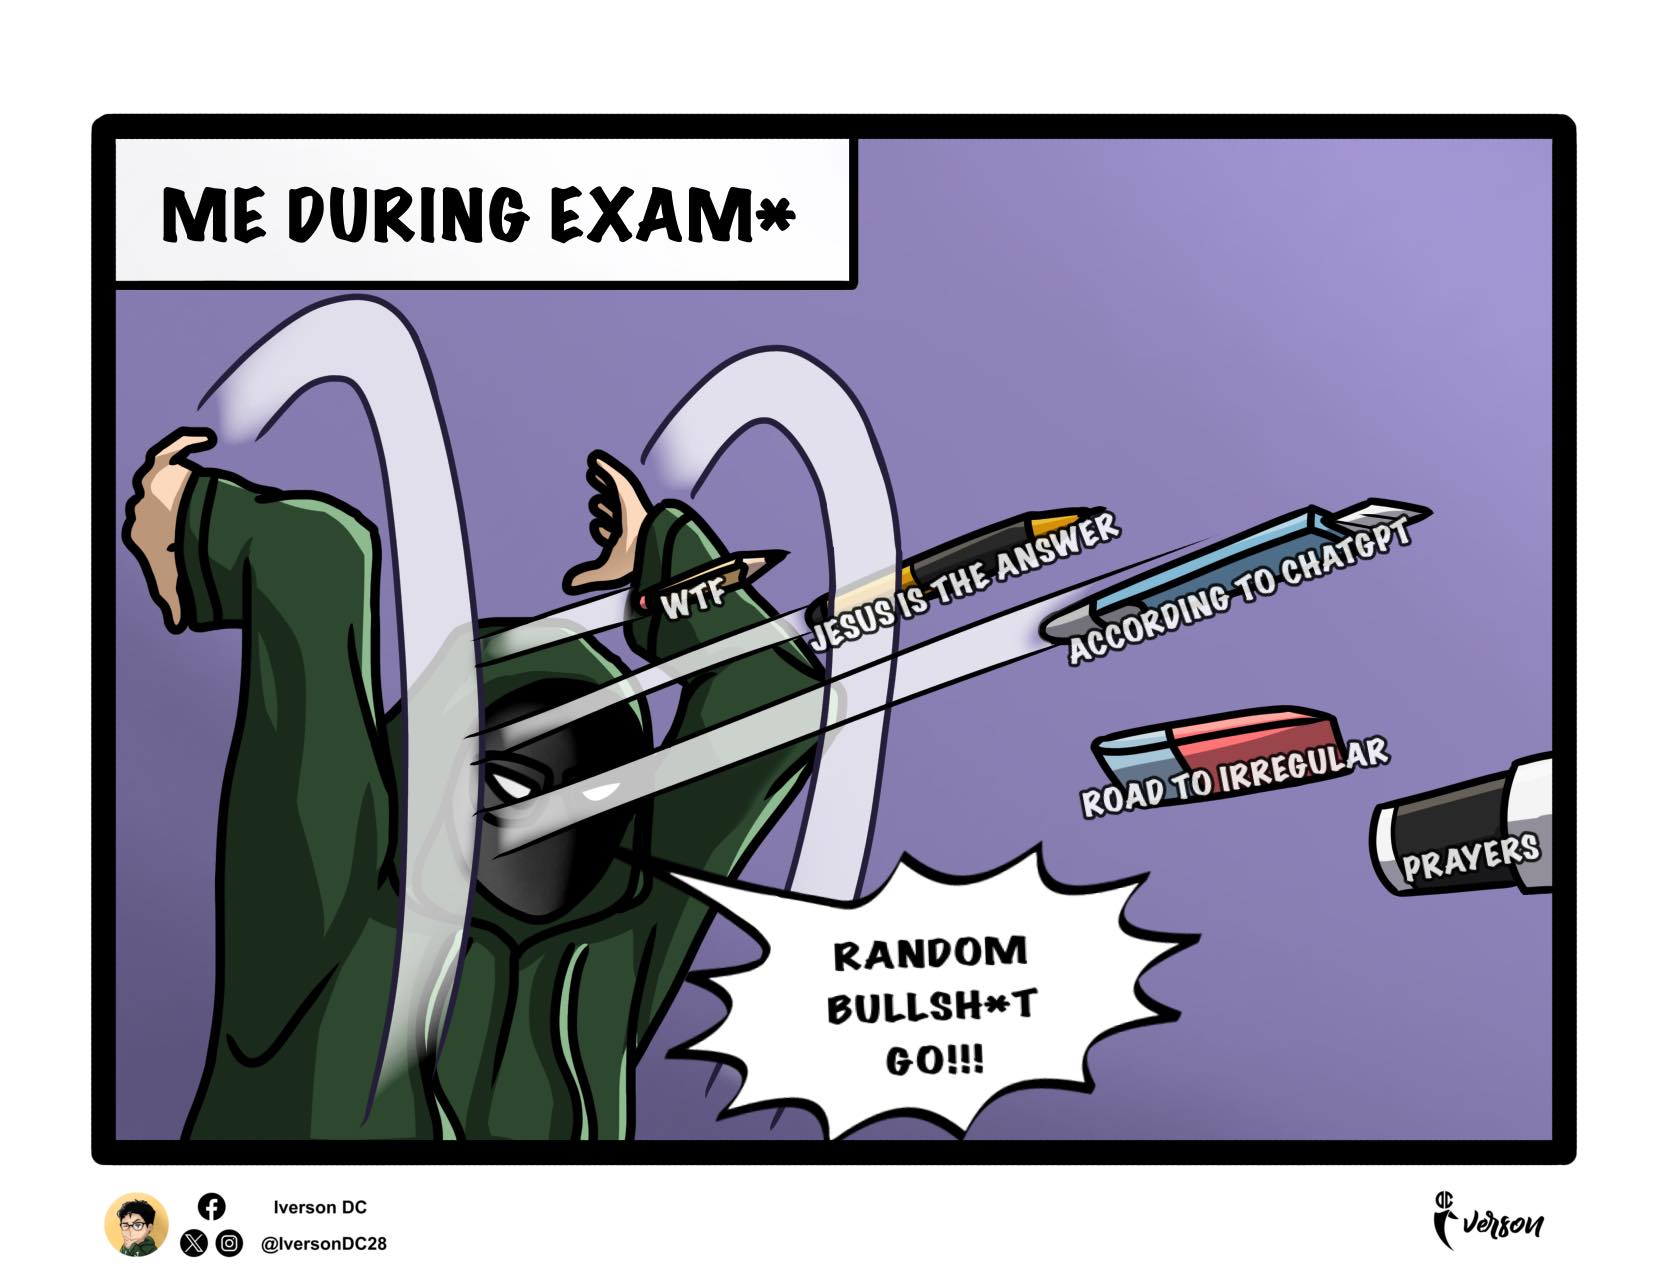 ME DURING EXAM*
WTF
JESUS IS THE ANSWER
ACCORDING TO CHATGPT
ROAD TO IRREGULAR
PRAYERS
RANDOM
BULLSH*T
GO!!!
Iverson DC
@IversonDC28
DC
Iverson